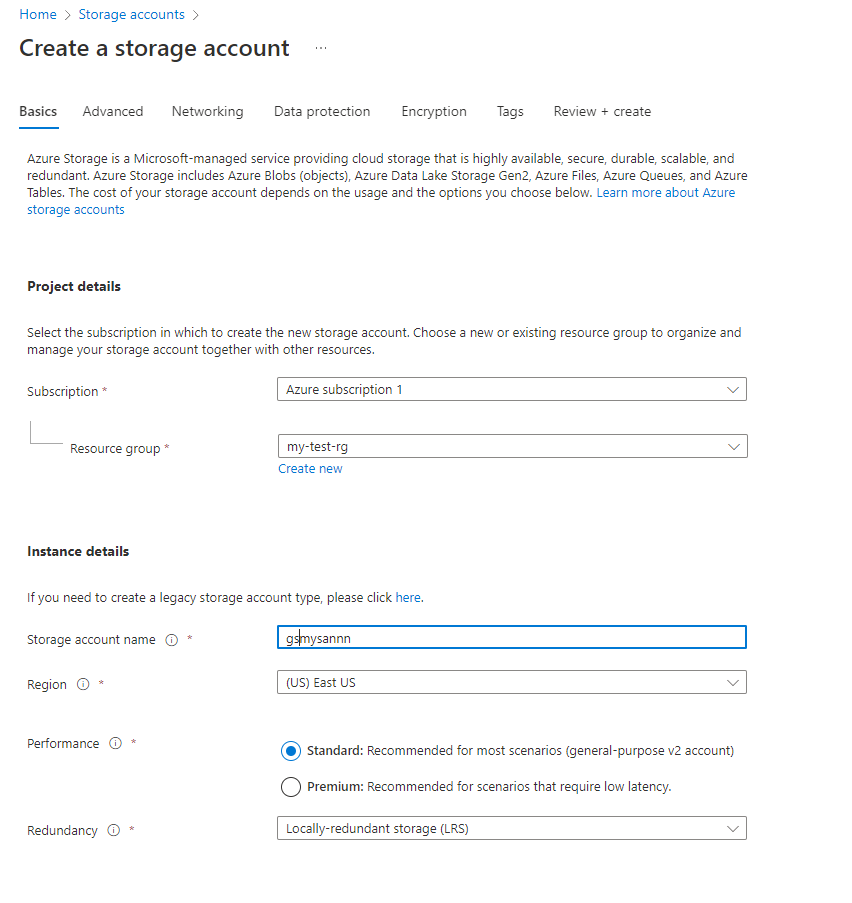 Home > Storage accounts >
Create a storage account ...
Basics Advanced Networking Data protection Encryption Tags Review + create
Azure Storage is a Microsoft-managed service providing cloud storage that is highly available, secure, durable, scalable, and
redundant. Azure Storage includes Azure Blobs (objects), Azure Data Lake Storage Gen2, Azure Files, Azure Queues, and Azure
Tables. The cost of your storage account depends on the usage and the options you choose below. Learn more about Azure
storage accounts
Project details
Select the subscription in which to create the new storage account. Choose a new or existing resource group to organize and
manage your storage account together with other resources.
Subscription * Azure subscription 1
Resource group * my-test-rg
Create new
Instance details
If you need to create a legacy storage account type, please click here.
Storage account name * gsmysannn
Region * (US) East US
Performance * Standard: Recommended for most scenarios (general-purpose v2 account)
Premium: Recommended for scenarios that require low latency.
Redundancy * Locally-redundant storage (LRS)